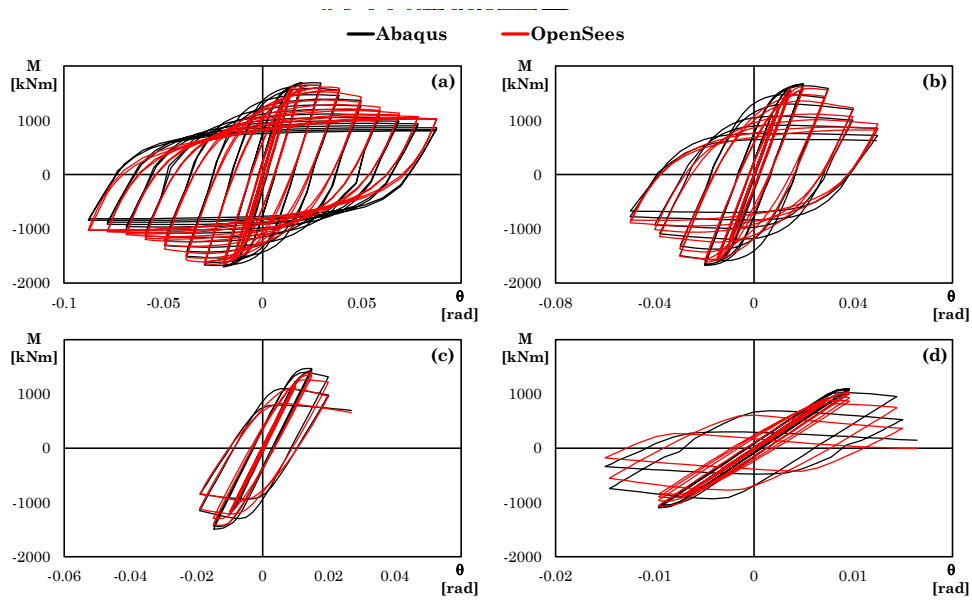 Abaqus OpenSees
M
[kNm]
(a)
1000
0
-1000
-2000
-0.1 -0.05 0 0.05 θ
[rad]
M
[kNm]
(b)
1000
0
-1000
-2000
-0.08 -0.04 0 0.04 θ
[rad]
M
[kNm]
(c)
1000
0
-1000
-2000
-0.06 -0.04 -0.02 0 0.02 0.04 θ
[rad]
M
[kNm]
(d)
1000
0
-1000
-2000
-0.02 -0.01 0 0.01 θ
[rad]